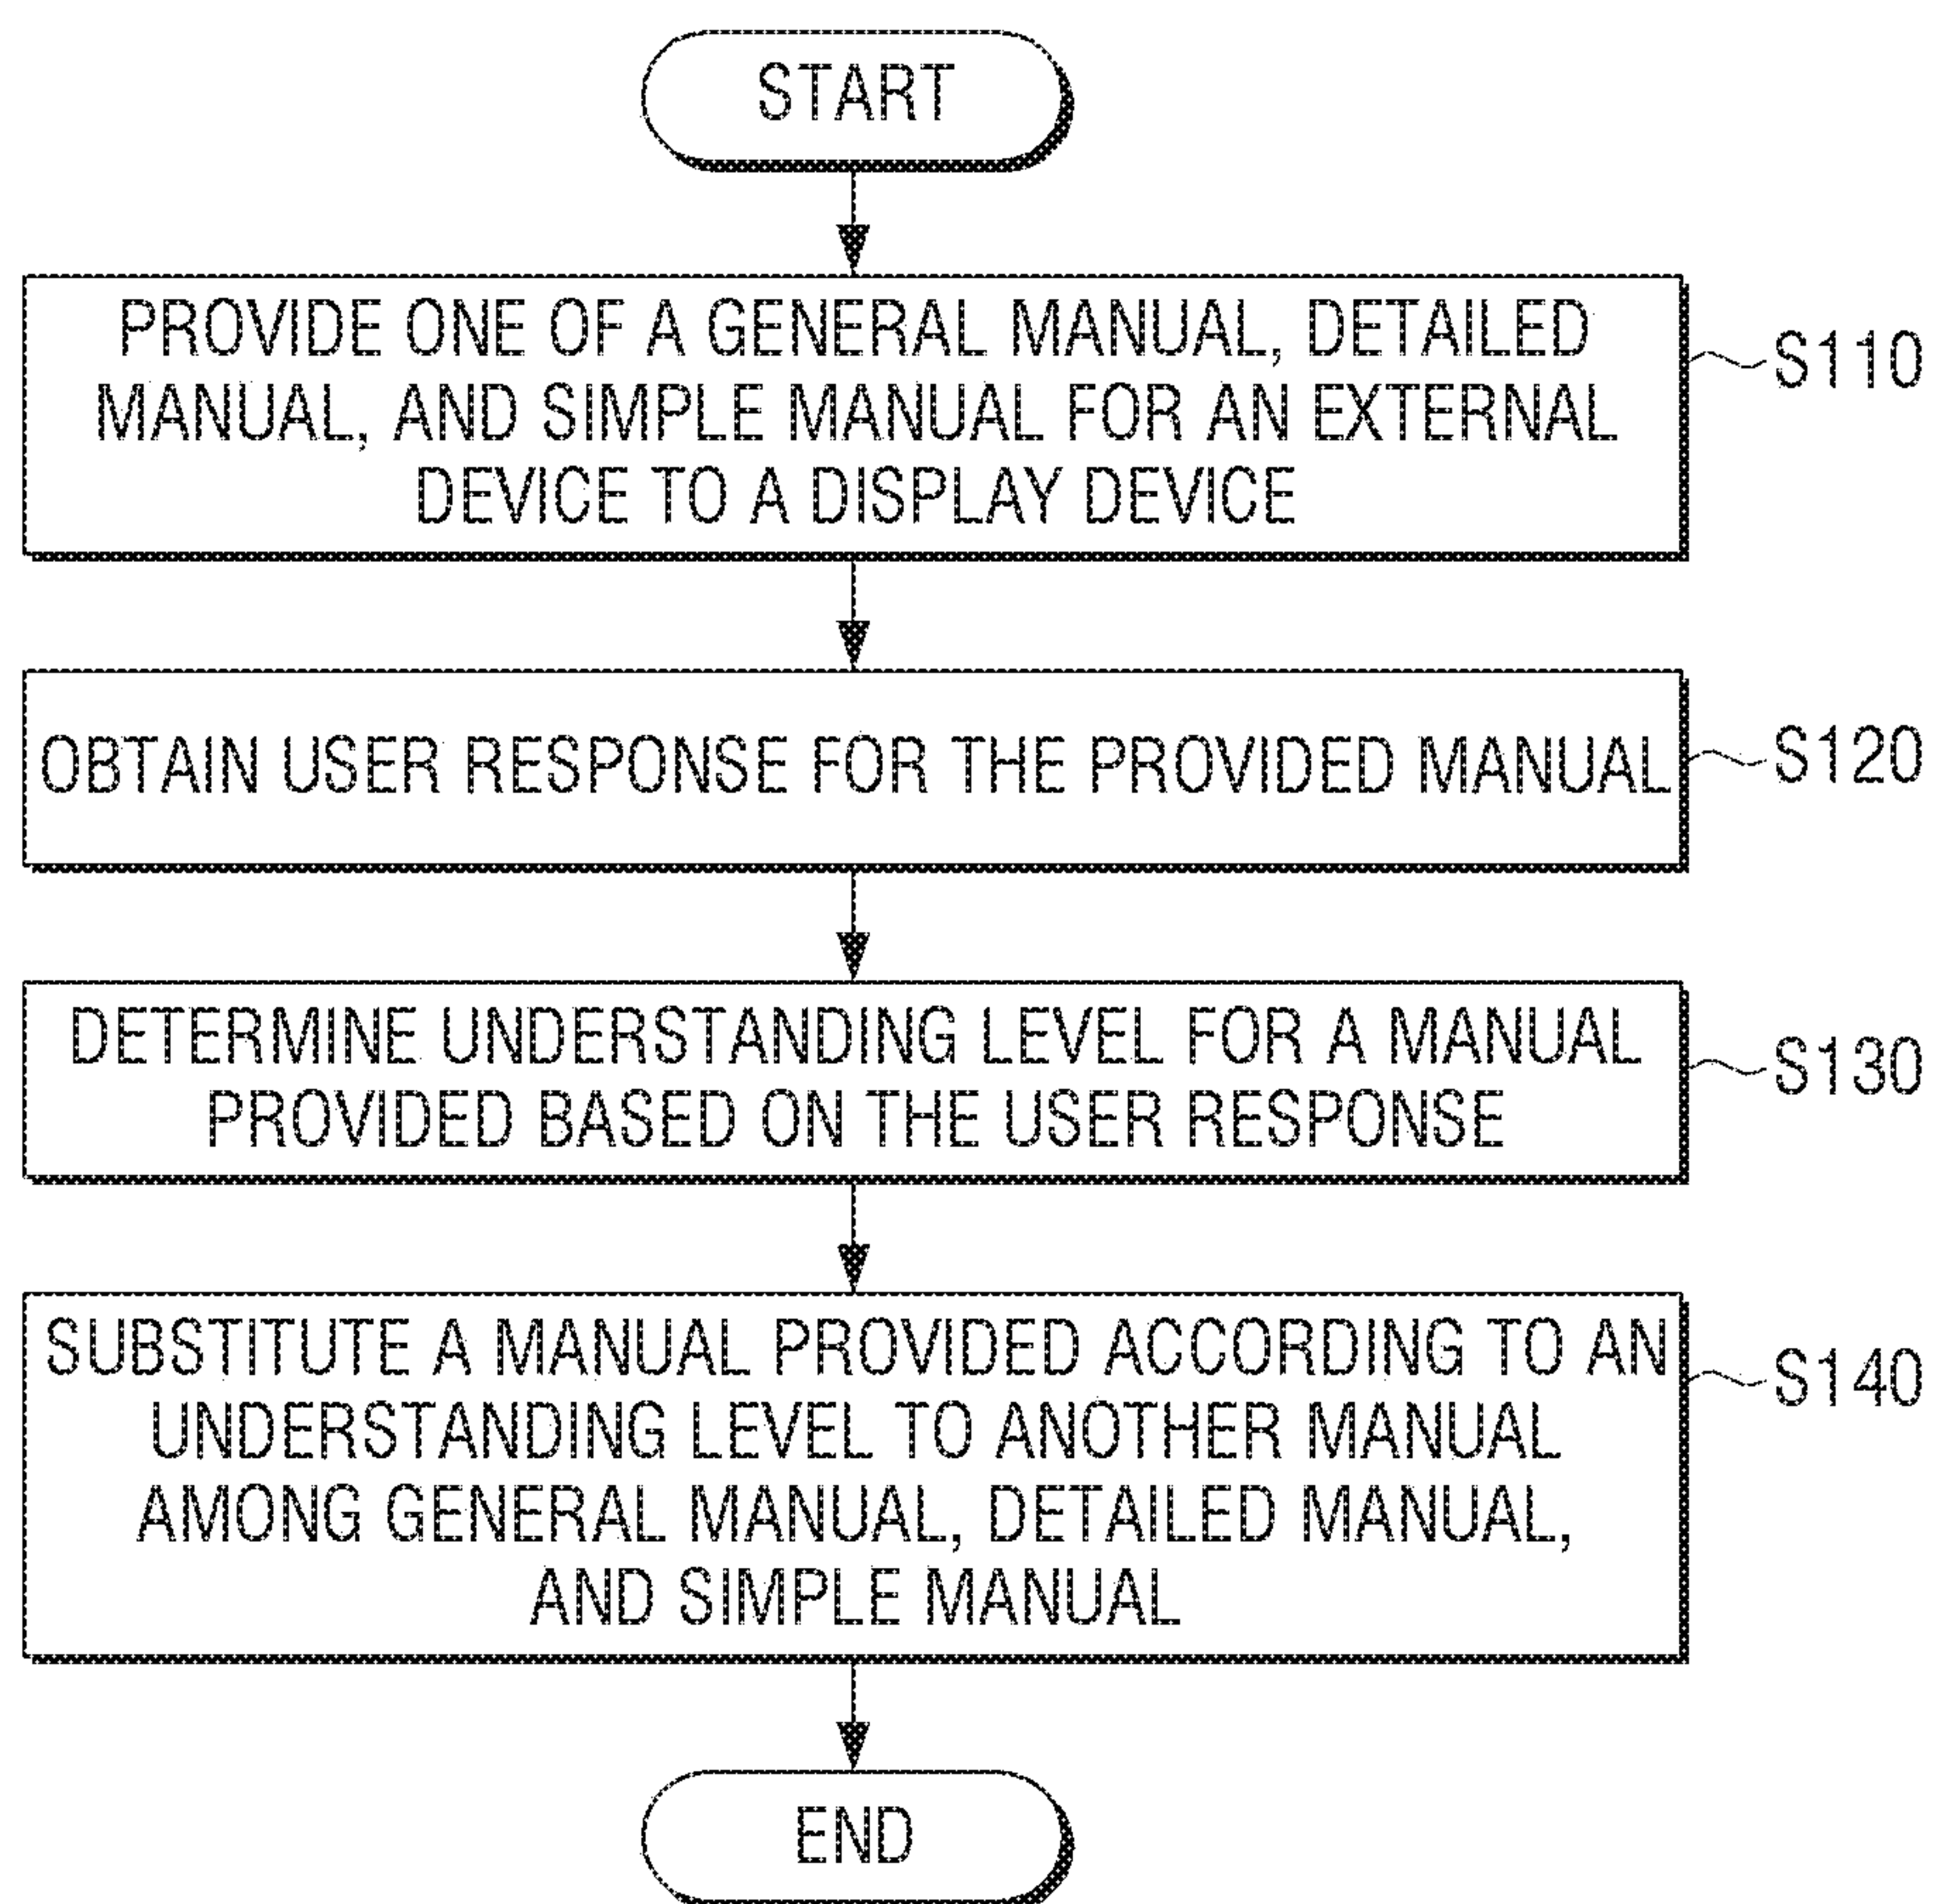 START
PROVIDE ONE OF A GENERAL MANUAL, DETAILED
MANUAL, AND SIMPLE MANUAL FOR AN EXTERNAL
DEVICE TO A DISPLAY DEVICE
S110
OBTAIN USER RESPONSE FOR THE PROVIDED MANUAL
S120
DETERMINE UNDERSTANDING LEVEL FOR A MANUAL
PROVIDED BASED ON THE USER RESPONSE
S130
SUBSTITUTE A MANUAL PROVIDED ACCORDING TO AN
UNDERSTANDING LEVEL TO ANOTHER MANUAL
AMONG GENERAL MANUAL, DETAILED MANUAL,
AND SIMPLE MANUAL
S140
END